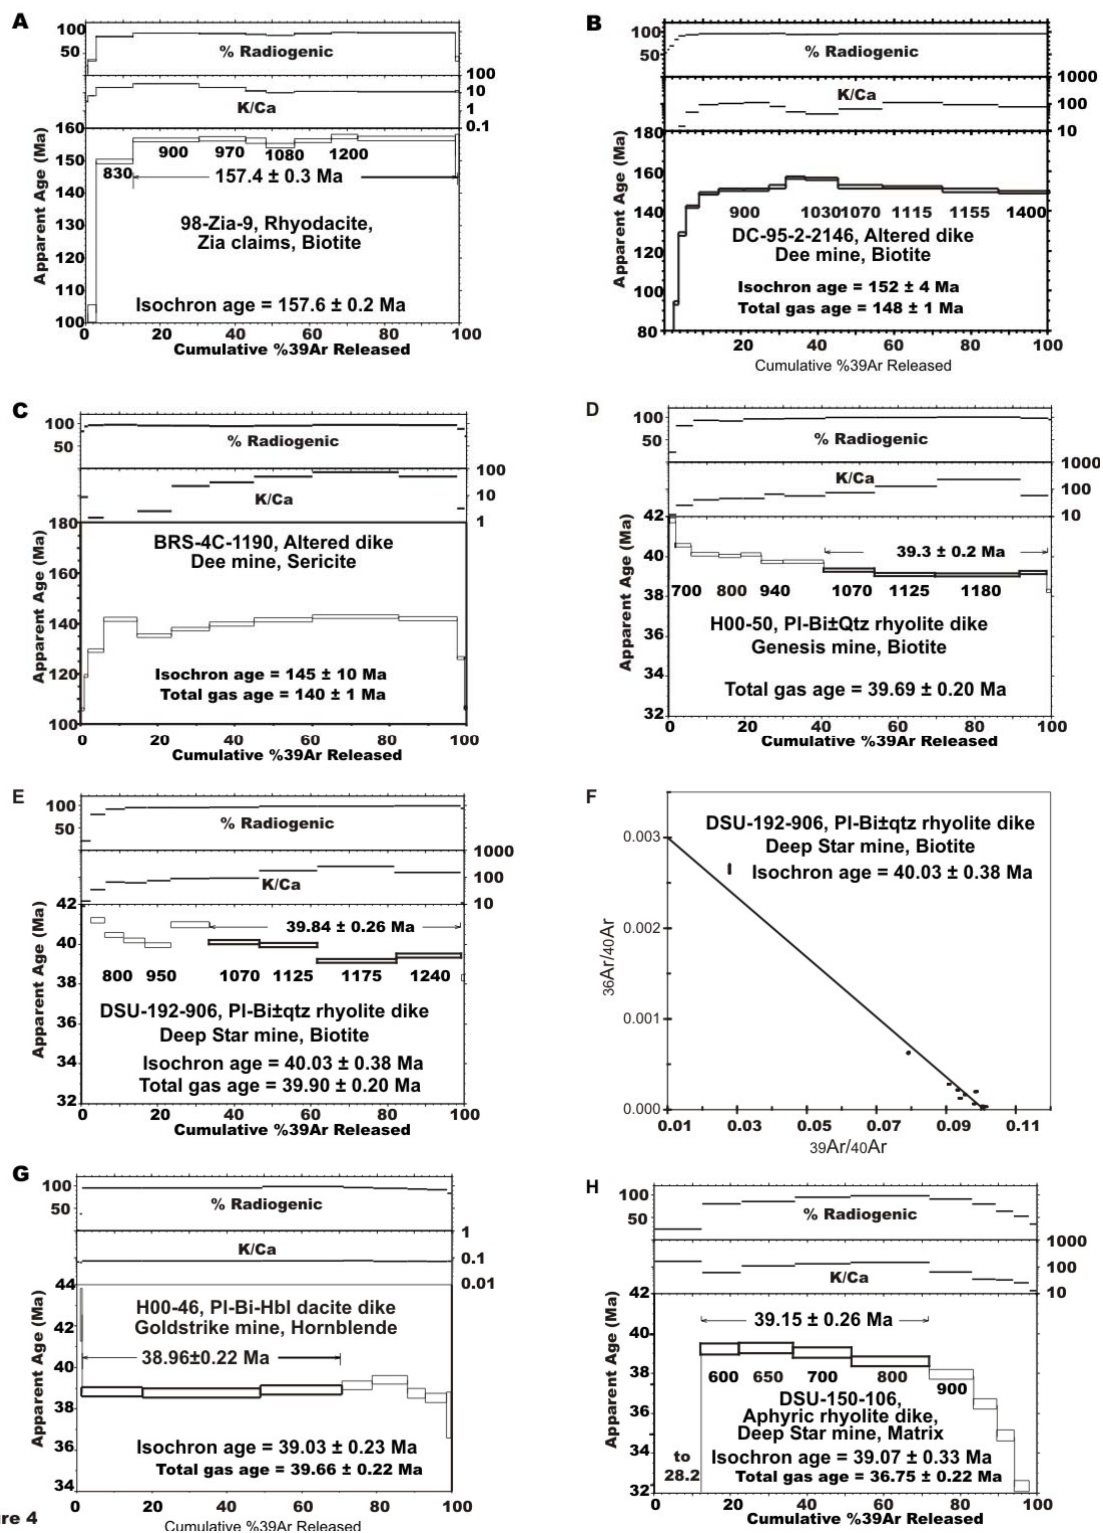 A
100
50
% Radiogenic
100
10
1
0.1
K/Ca
160
150
140
130
120
110
100
Apparent Age (Ma)
830
900
970
1080
1200
157.4 ± 0.3 Ma
98-Zia-9, Rhyodacite,
Zia claims, Biotite
Isochron age = 157.6 ± 0.2 Ma
0 20 40 60 80 100
Cumulative %39Ar Released
B
100
50
% Radiogenic
1000
100
10
K/Ca
180
160
140
120
100
80
Apparent Age (Ma)
900 1030 1070 1115 1155 1400
DC-95-2-2146, Altered dike
Dee mine, Biotite
Isochron age = 152 ± 4 Ma
Total gas age = 148 ± 1 Ma
20 40 60 80 100
Cumulative %39Ar Released
C
100
50
% Radiogenic
100
10
1
K/Ca
180
160
140
120
100
Apparent Age (Ma)
BRS-4C-1190, Altered dike
Dee mine, Sericite
Isochron age = 145 ± 10 Ma
Total gas age = 140 ± 1 Ma
0 20 40 60 80 100
Cumulative %39Ar Released
D
100
50
% Radiogenic
1000
100
10
K/Ca
42
40
38
36
34
32
Apparent Age (Ma)
39.3 ± 0.2 Ma
700 800 940 1070 1125 1180
H00-50, Pl-Bi±Qtz rhyolite dike
Genesis mine, Biotite
Total gas age = 39.69 ± 0.20 Ma
0 20 40 60 80 100
Cumulative %39Ar Released
E
100
50
% Radiogenic
1000
100
10
K/Ca
42
40
38
36
34
32
Apparent Age (Ma)
39.84 ± 0.26 Ma
800 950 1070 1125 1175 1240
DSU-192-906, Pl-Bi±qtz rhyolite dike
Deep Star mine, Biotite
Isochron age = 40.03 ± 0.38 Ma
Total gas age = 39.90 ± 0.20 Ma
0 20 40 60 80 100
Cumulative %39Ar Released
F
DSU-192-906, Pl-Bi±qtz rhyolite dike
Deep Star mine, Biotite
Isochron age = 40.03 ± 0.38 Ma
0.003
0.002
0.001
0.000
36Ar/40Ar
0.01 0.03 0.05 0.07 0.09 0.11
39Ar/40Ar
G
100
50
% Radiogenic
1
0.1
0.01
K/Ca
44
42
40
38
36
34
Apparent Age (Ma)
H00-46, Pl-Bi-Hbl dacite dike
Goldstrike mine, Hornblende
38.96±0.22 Ma
Isochron age = 39.03 ± 0.23 Ma
Total gas age = 39.66 ± 0.22 Ma
0 20 40 60 80 100
Cumulative %39Ar Released
H
100
50
% Radiogenic
1000
100
10
K/Ca
42
40
38
36
34
32
Apparent Age (Ma)
39.15 ± 0.26 Ma
600 650 700 800 900
DSU-150-106,
Aphyric rhyolite dike,
Deep Star mine, Matrix
to
28.2
Isochron age = 39.07 ± 0.33 Ma
Total gas age = 36.75 ± 0.22 Ma
0 20 40 60 80 100
Cumulative %39Ar Released
re 4